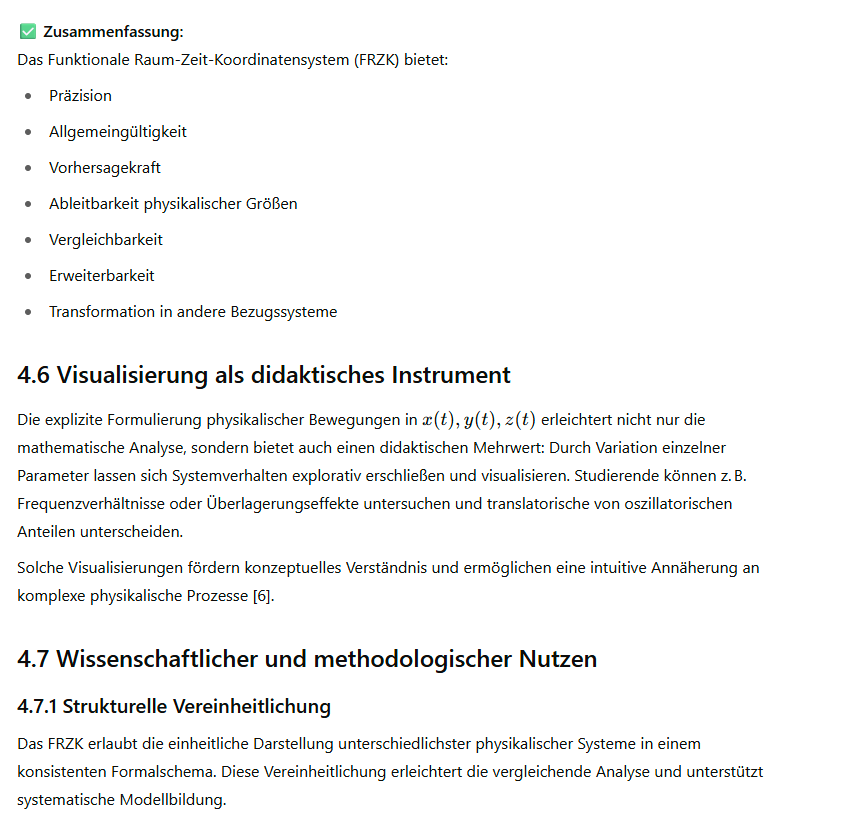 ✅ Zusammenfassung:
Das Funktionale Raum-Zeit-Koordinatensystem (FRZK) bietet:
• Präzision
• Allgemeingültigkeit
• Vorhersagekraft
• Ableitbarkeit physikalischer Größen
• Vergleichbarkeit
• Erweiterbarkeit
• Transformation in andere Bezugssysteme
4.6 Visualisierung als didaktisches Instrument
Die explizite Formulierung physikalischer Bewegungen in x(t), y(t), z(t) erleichtert nicht nur die
mathematische Analyse, sondern bietet auch einen didaktischen Mehrwert: Durch Variation einzelner
Parameter lassen sich Systemverhalten explorativ erschließen und visualisieren. Studierende können z. B.
Frequenzverhältnisse oder Überlagerungseffekte untersuchen und translatorische von oszillatorischen
Anteilen unterscheiden.
Solche Visualisierungen fördern konzeptuelles Verständnis und ermöglichen eine intuitive Annäherung an
komplexe physikalische Prozesse [6].
4.7 Wissenschaftlicher und methodologischer Nutzen
4.7.1 Strukturelle Vereinheitlichung
Das FRZK erlaubt die einheitliche Darstellung unterschiedlichster physikalischer Systeme in einem
konsistenten Formalschema. Diese Vereinheitlichung erleichtert die vergleichende Analyse und unterstützt
systematische Modellbildung.